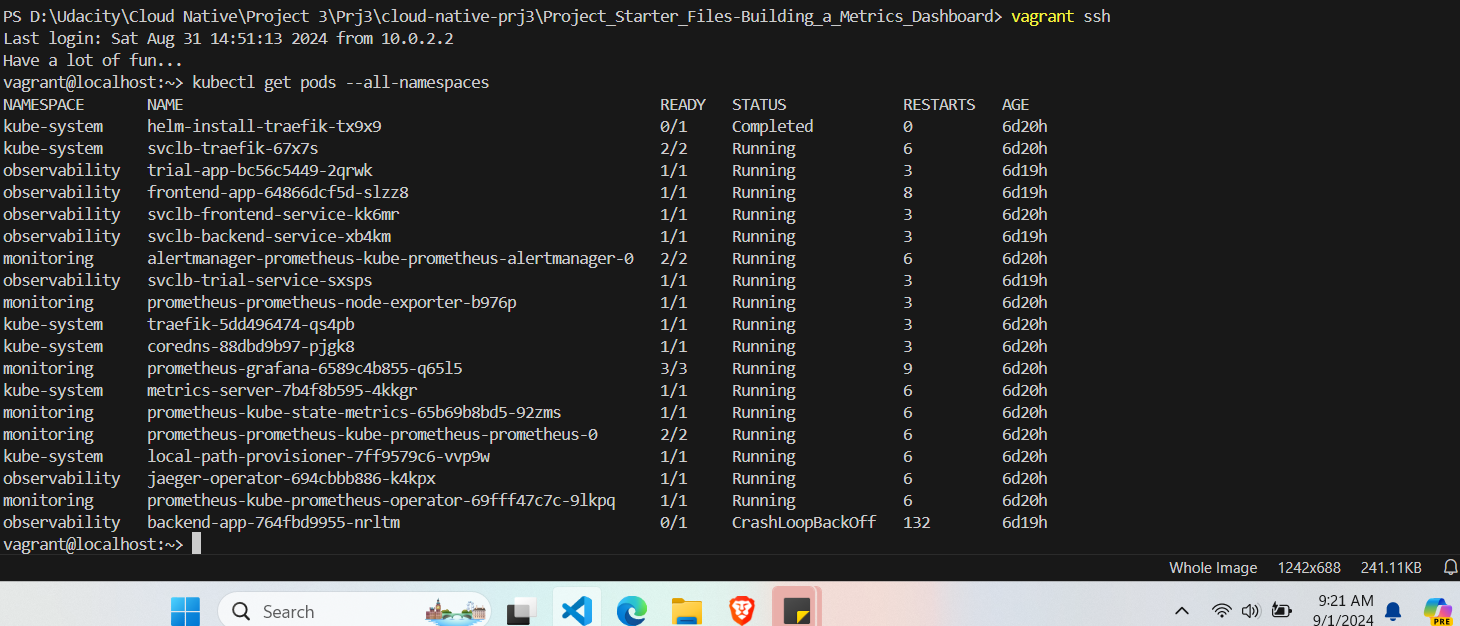 PS D:\Udacity\Cloud Native\Project 3\Prj3\cloud-native-prj3\Project_Starter_Files-Building_a_Metrics_Dashboard> vagrant ssh
Last login: Sat Aug 31 14:51:13 2024 from 10.0.2.2
Have a lot of fun...
vagrant@localhost:~> kubectl get pods --all-namespaces
NAMESPACE NAME READY STATUS RESTARTS AGE
kube-system helm-install-traefik-tx9x9 0/1 Completed 0 6d20h
kube-system svclb-traefik-67x7s 2/2 Running 6 6d20h
observability trial-app-bc56c5449-2qrwk 1/1 Running 3 6d19h
observability frontend-app-64866dcf5d-slzz8 1/1 Running 8 6d19h
observability svclb-frontend-service-kk6mr 1/1 Running 3 6d20h
observability svclb-backend-service-xb4km 1/1 Running 3 6d19h
monitoring alertmanager-prometheus-kube-prometheus-alertmanager-0 2/2 Running 6 6d20h
observability svclb-trial-service-sxsps 1/1 Running 3 6d19h
monitoring prometheus-prometheus-node-exporter-b976p 1/1 Running 3 6d20h
kube-system traefik-5dd496474-qs4pb 1/1 Running 3 6d20h
kube-system coredns-88dbd9b97-pjgk8 1/1 Running 3 6d20h
monitoring prometheus-grafana-6589c4b855-q65l5 3/3 Running 9 6d20h
kube-system metrics-server-7b4f8b595-4kkgr 1/1 Running 6 6d20h
monitoring prometheus-kube-state-metrics-65b69b8bd5-92zms 1/1 Running 6 6d20h
monitoring prometheus-prometheus-kube-prometheus-prometheus-0 2/2 Running 6 6d20h
kube-system local-path-provisioner-7ff9579c6-vvp9w 1/1 Running 6 6d20h
observability jaeger-operator-694cbbb886-k4kpx 1/1 Running 6 6d20h
monitoring prometheus-kube-prometheus-operator-69fff47c7c-9lkpq 1/1 Running 6 6d20h
observability backend-app-764fbd9955-nrltm 0/1 CrashLoopBackOff 132 6d19h
vagrant@localhost:~>
Whole Image 1242x688 241.11KB
Search
9:21 AM
9/1/2024
PRE